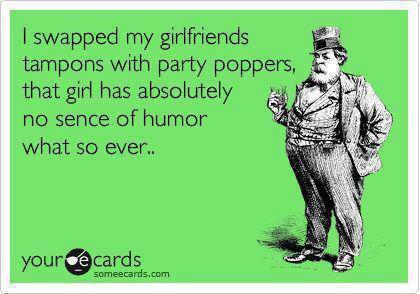 I swapped my girlfriends
tampons with party poppers,
that girl has absolutely
no sence of humor
what so ever..
your e cards
someecards.com